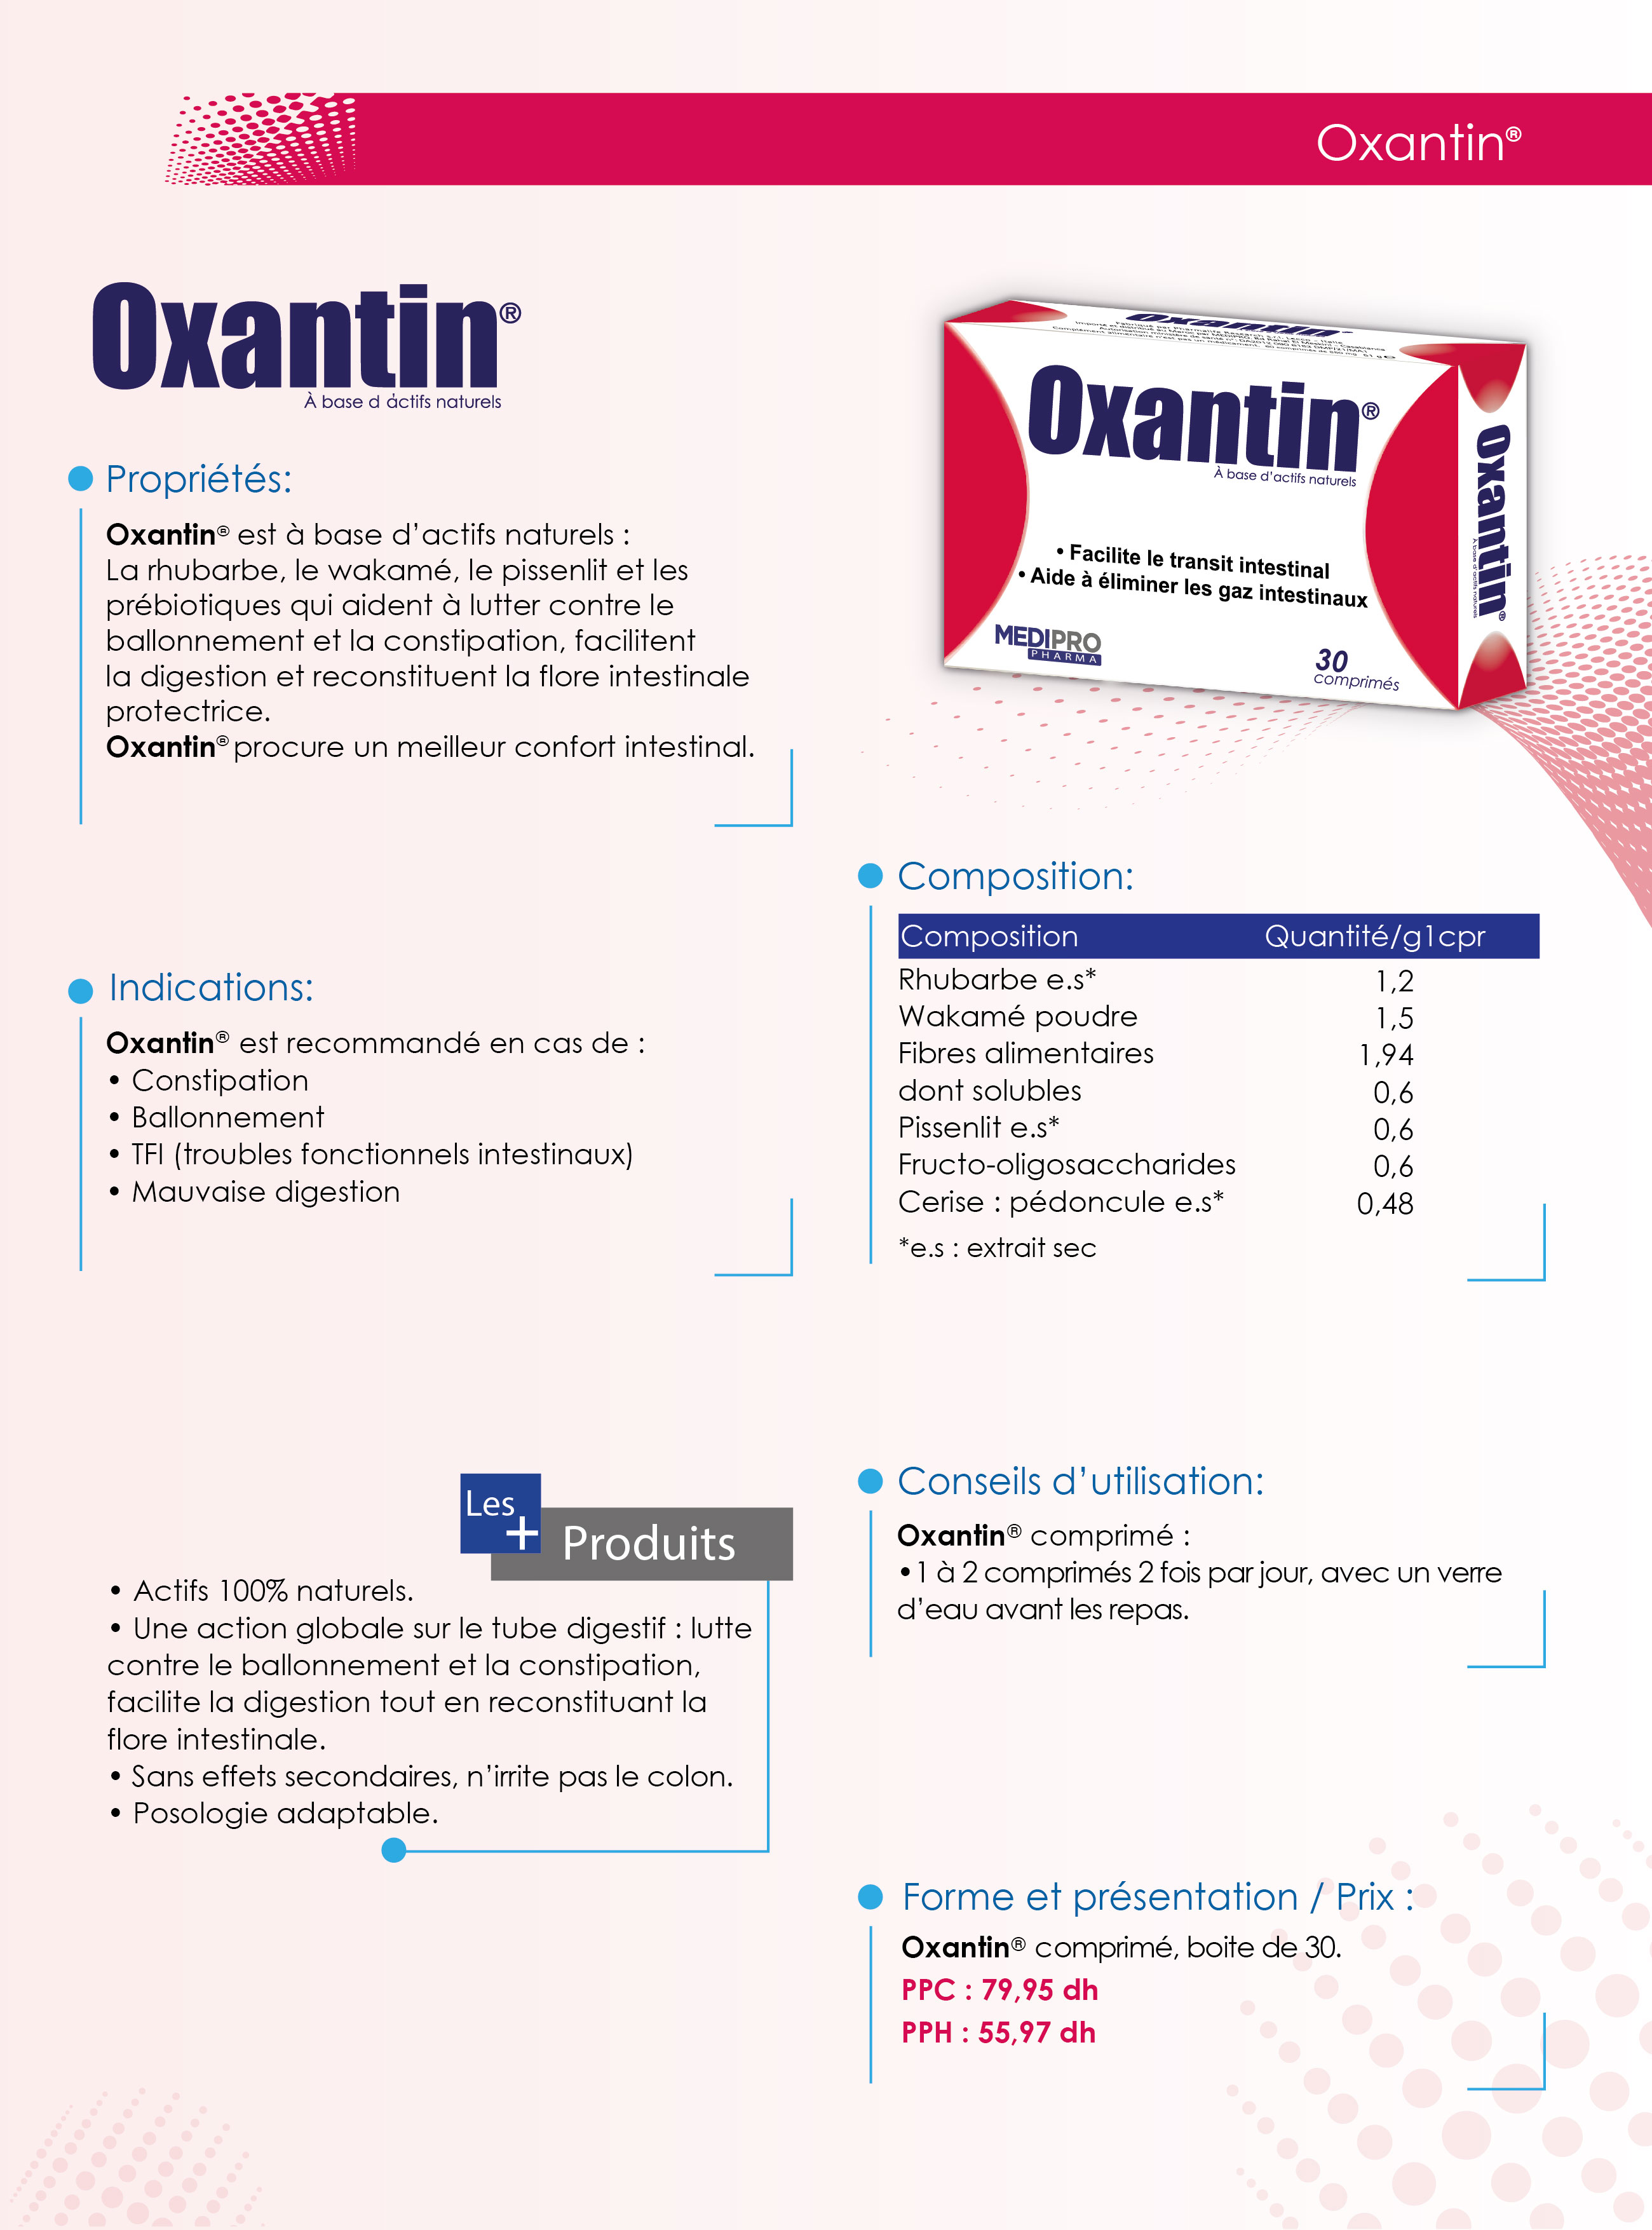 Oxantin®
Oxantin®
À base d'actifs naturels
Propriétés:
Oxantin® est à base d'actifs naturels :
La rhubarbe, le wakamé, le pissenlit et les
prébiotiques qui aident à lutter contre le
ballonnement et la constipation, facilitent
la digestion et reconstituent la flore intestinale
protectrice.
Oxantin® procure un meilleur confort intestinal.
Indications:
Oxantin® est recommandé en cas de :
• Constipation
• Ballonnement
• TFI (troubles fonctionnels intestinaux)
• Mauvaise digestion
Les +
Produits
• Actifs 100% naturels.
• Une action globale sur le tube digestif : lutte
contre le ballonnement et la constipation,
facilite la digestion tout en reconstituant la
flore intestinale.
• Sans effets secondaires, n'irrite pas le colon.
• Posologie adaptable.
Oxantin®
Oxantin®
À base d'actifs naturels
• Facilite le transit intestinal
• Aide à éliminer les gaz intestinaux
MEDIPRO
PHARMA
30
comprimés
Oxantin®
À base d'actifs naturels
Composition:
Composition Quantité/g1cpr
Rhubarbe e.s* 1,2
Wakamé poudre 1,5
Fibres alimentaires 1,94
dont solubles 0,6
Pissenlit e.s* 0,6
Fructo-oligosaccharides 0,6
Cerise : pédoncule e.s* 0,48
*e.s : extrait sec
Conseils d'utilisation:
Oxantin® comprimé :
•1 à 2 comprimés 2 fois par jour, avec un verre
d'eau avant les repas.
Forme et présentation / Prix :
Oxantin® comprimé, boite de 30.
PPC : 79,95 dh
PPH : 55,97 dh